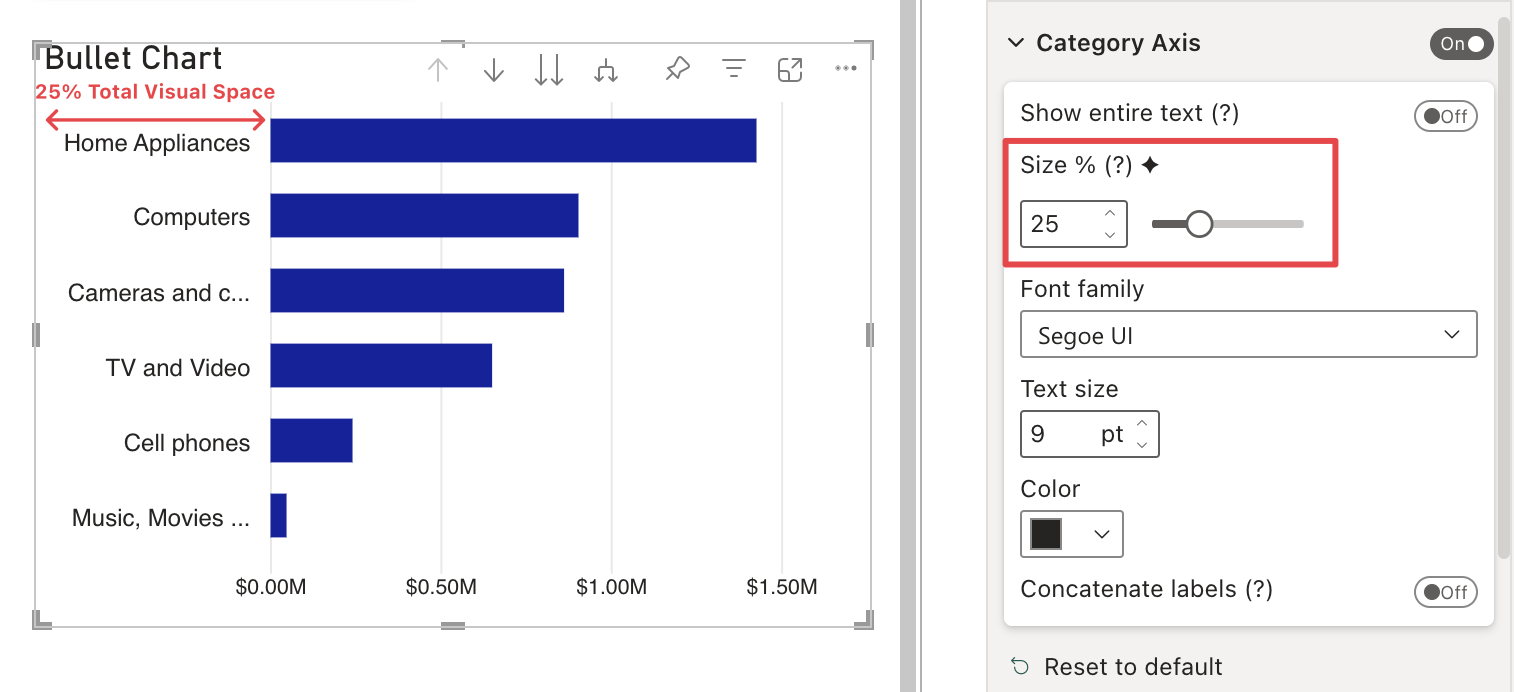 Bullet Chart
25% Total Visual Space
Home Appliances
Computers
Cameras and c...
TV and Video
Cell phones
Music, Movies ...
$0.00M $0.50M $1.00M $1.50M
Category Axis On
Show entire text (?) Off
Size % (?)
25
Font family
Segoe UI
Text size
9 pt
Color
Concatenate labels (?) Off
Reset to default